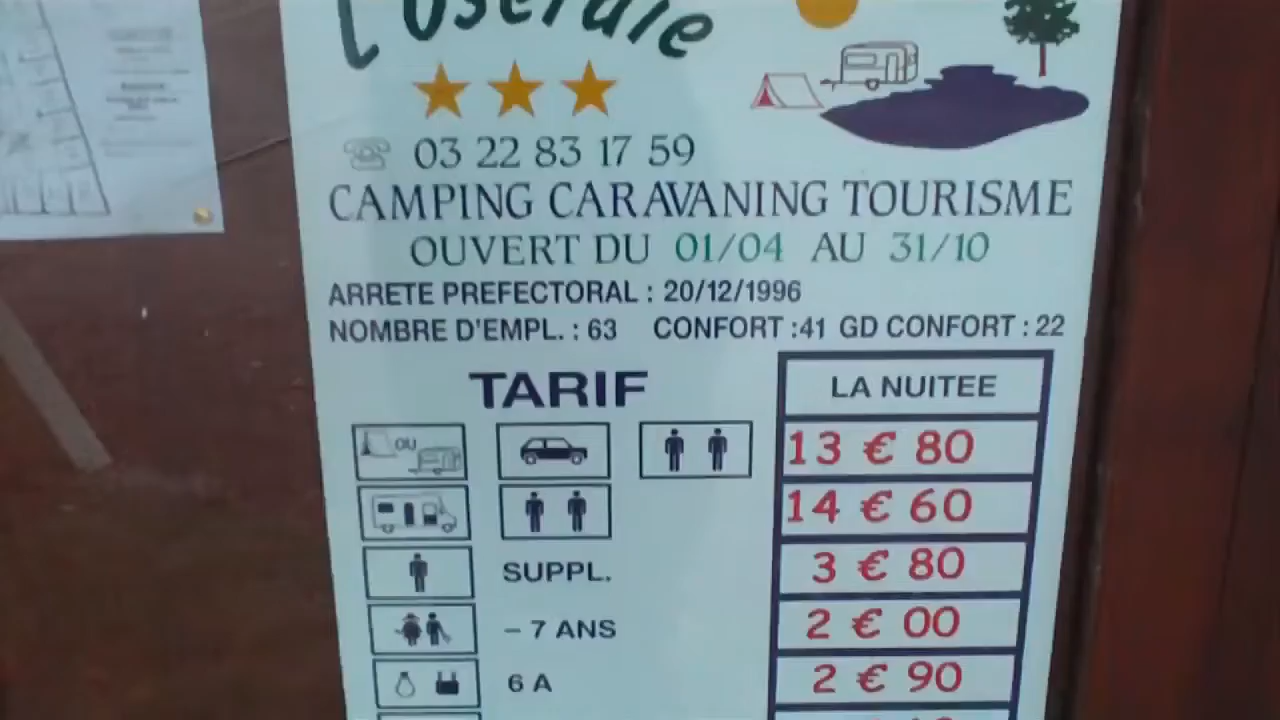 L'Oseraie
03 22 83 17 59
CAMPING CARAVANING TOURISME
OUVERT DU 01/04 AU 31/10
ARRETE PREFECTORAL : 20/12/1996
NOMBRE D'EMPL. : 63 CONFORT :41 GD CONFORT : 22
TARIF LA NUITEE
OU 13 € 80
14 € 60
SUPPL. 3 € 80
– 7 ANS 2 € 00
6 A 2 € 90